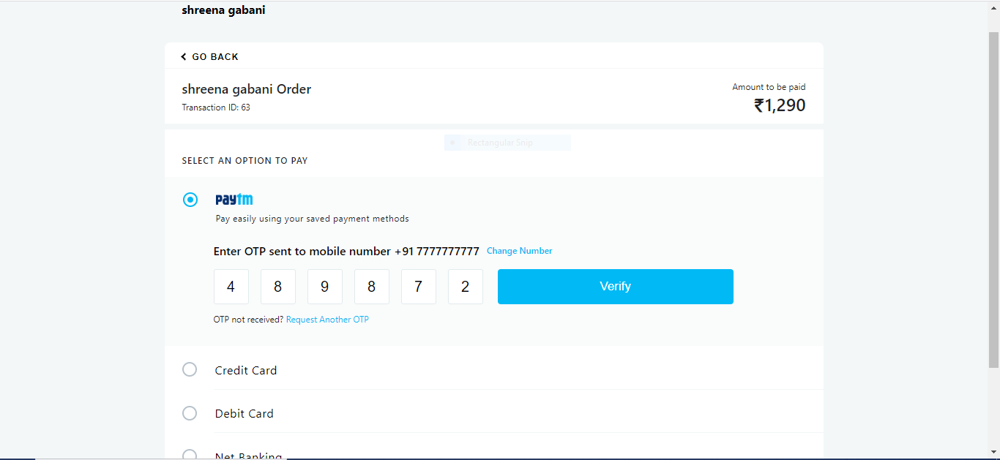 shreena gabani
GO BACK
shreena gabani Order
Transaction ID: 63
Amount to be paid
₹1,290
Rectangular Snip
SELECT AN OPTION TO PAY
paytm
Pay easily using your saved payment methods
Enter OTP sent to mobile number +91 7777777777 Change Number
4 8 9 8 7 2 Verify
OTP not received? Request Another OTP
Credit Card
Debit Card
Net Banking